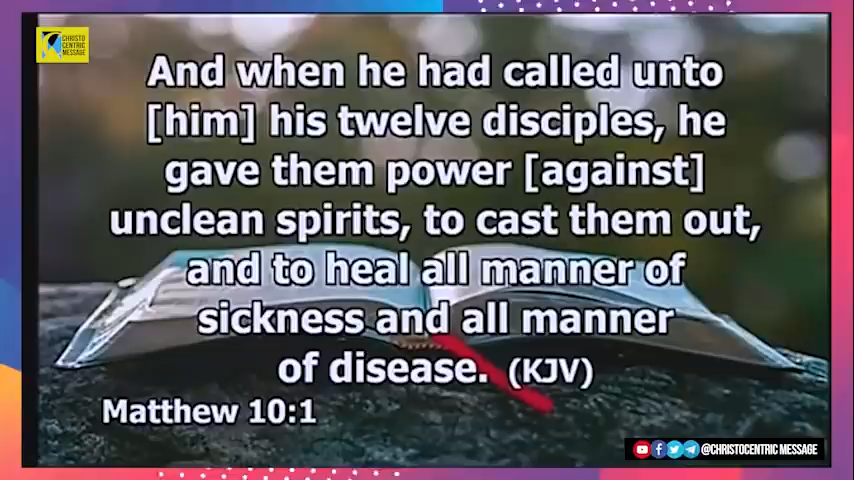 CHRISTO
CENTRIC
MESSAGE
And when he had called unto
[him] his twelve disciples, he
gave them power [against]
unclean spirits, to cast them out,
and to heal all manner of
sickness and all manner
of disease. (KJV)
Matthew 10:1
@CHRISTOCENTRIC MESSAGE